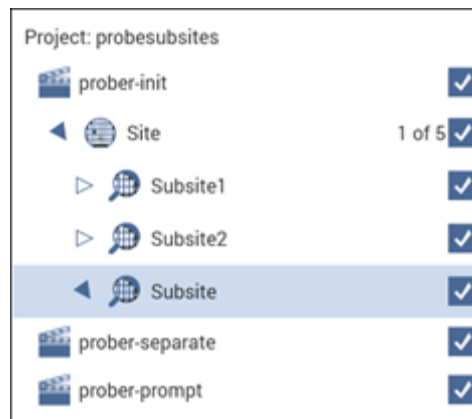 Project: probesubsites
prober-init
Site 1 of 5
Subsite1
Subsite2
Subsite
prober-separate
prober-prompt